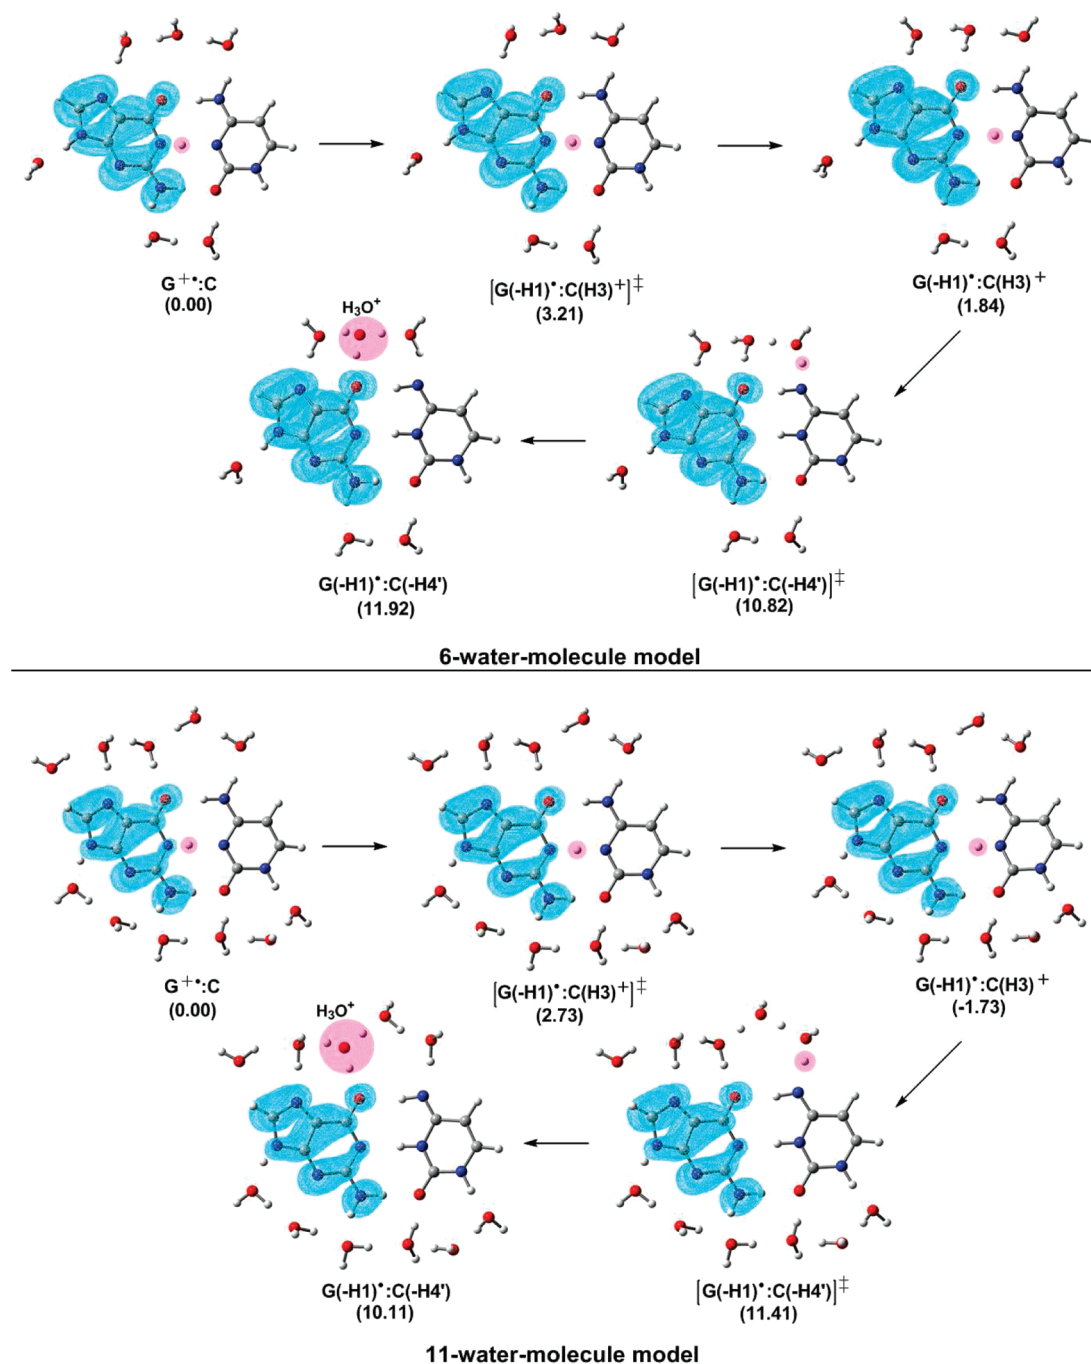 G⁺•:C
(0.00)
[G(-H1)•:C(H3)⁺]‡
(3.21)
G(-H1)•:C(H3)⁺
(1.84)
H₃O⁺
G(-H1)•:C(-H4')
(11.92)
[G(-H1)•:C(-H4')]‡
(10.82)
6-water-molecule model
G⁺•:C
(0.00)
[G(-H1)•:C(H3)⁺]‡
(2.73)
G(-H1)•:C(H3)⁺
(-1.73)
H₃O⁺
G(-H1)•:C(-H4')
(10.11)
[G(-H1)•:C(-H4')]‡
(11.41)
11-water-molecule model